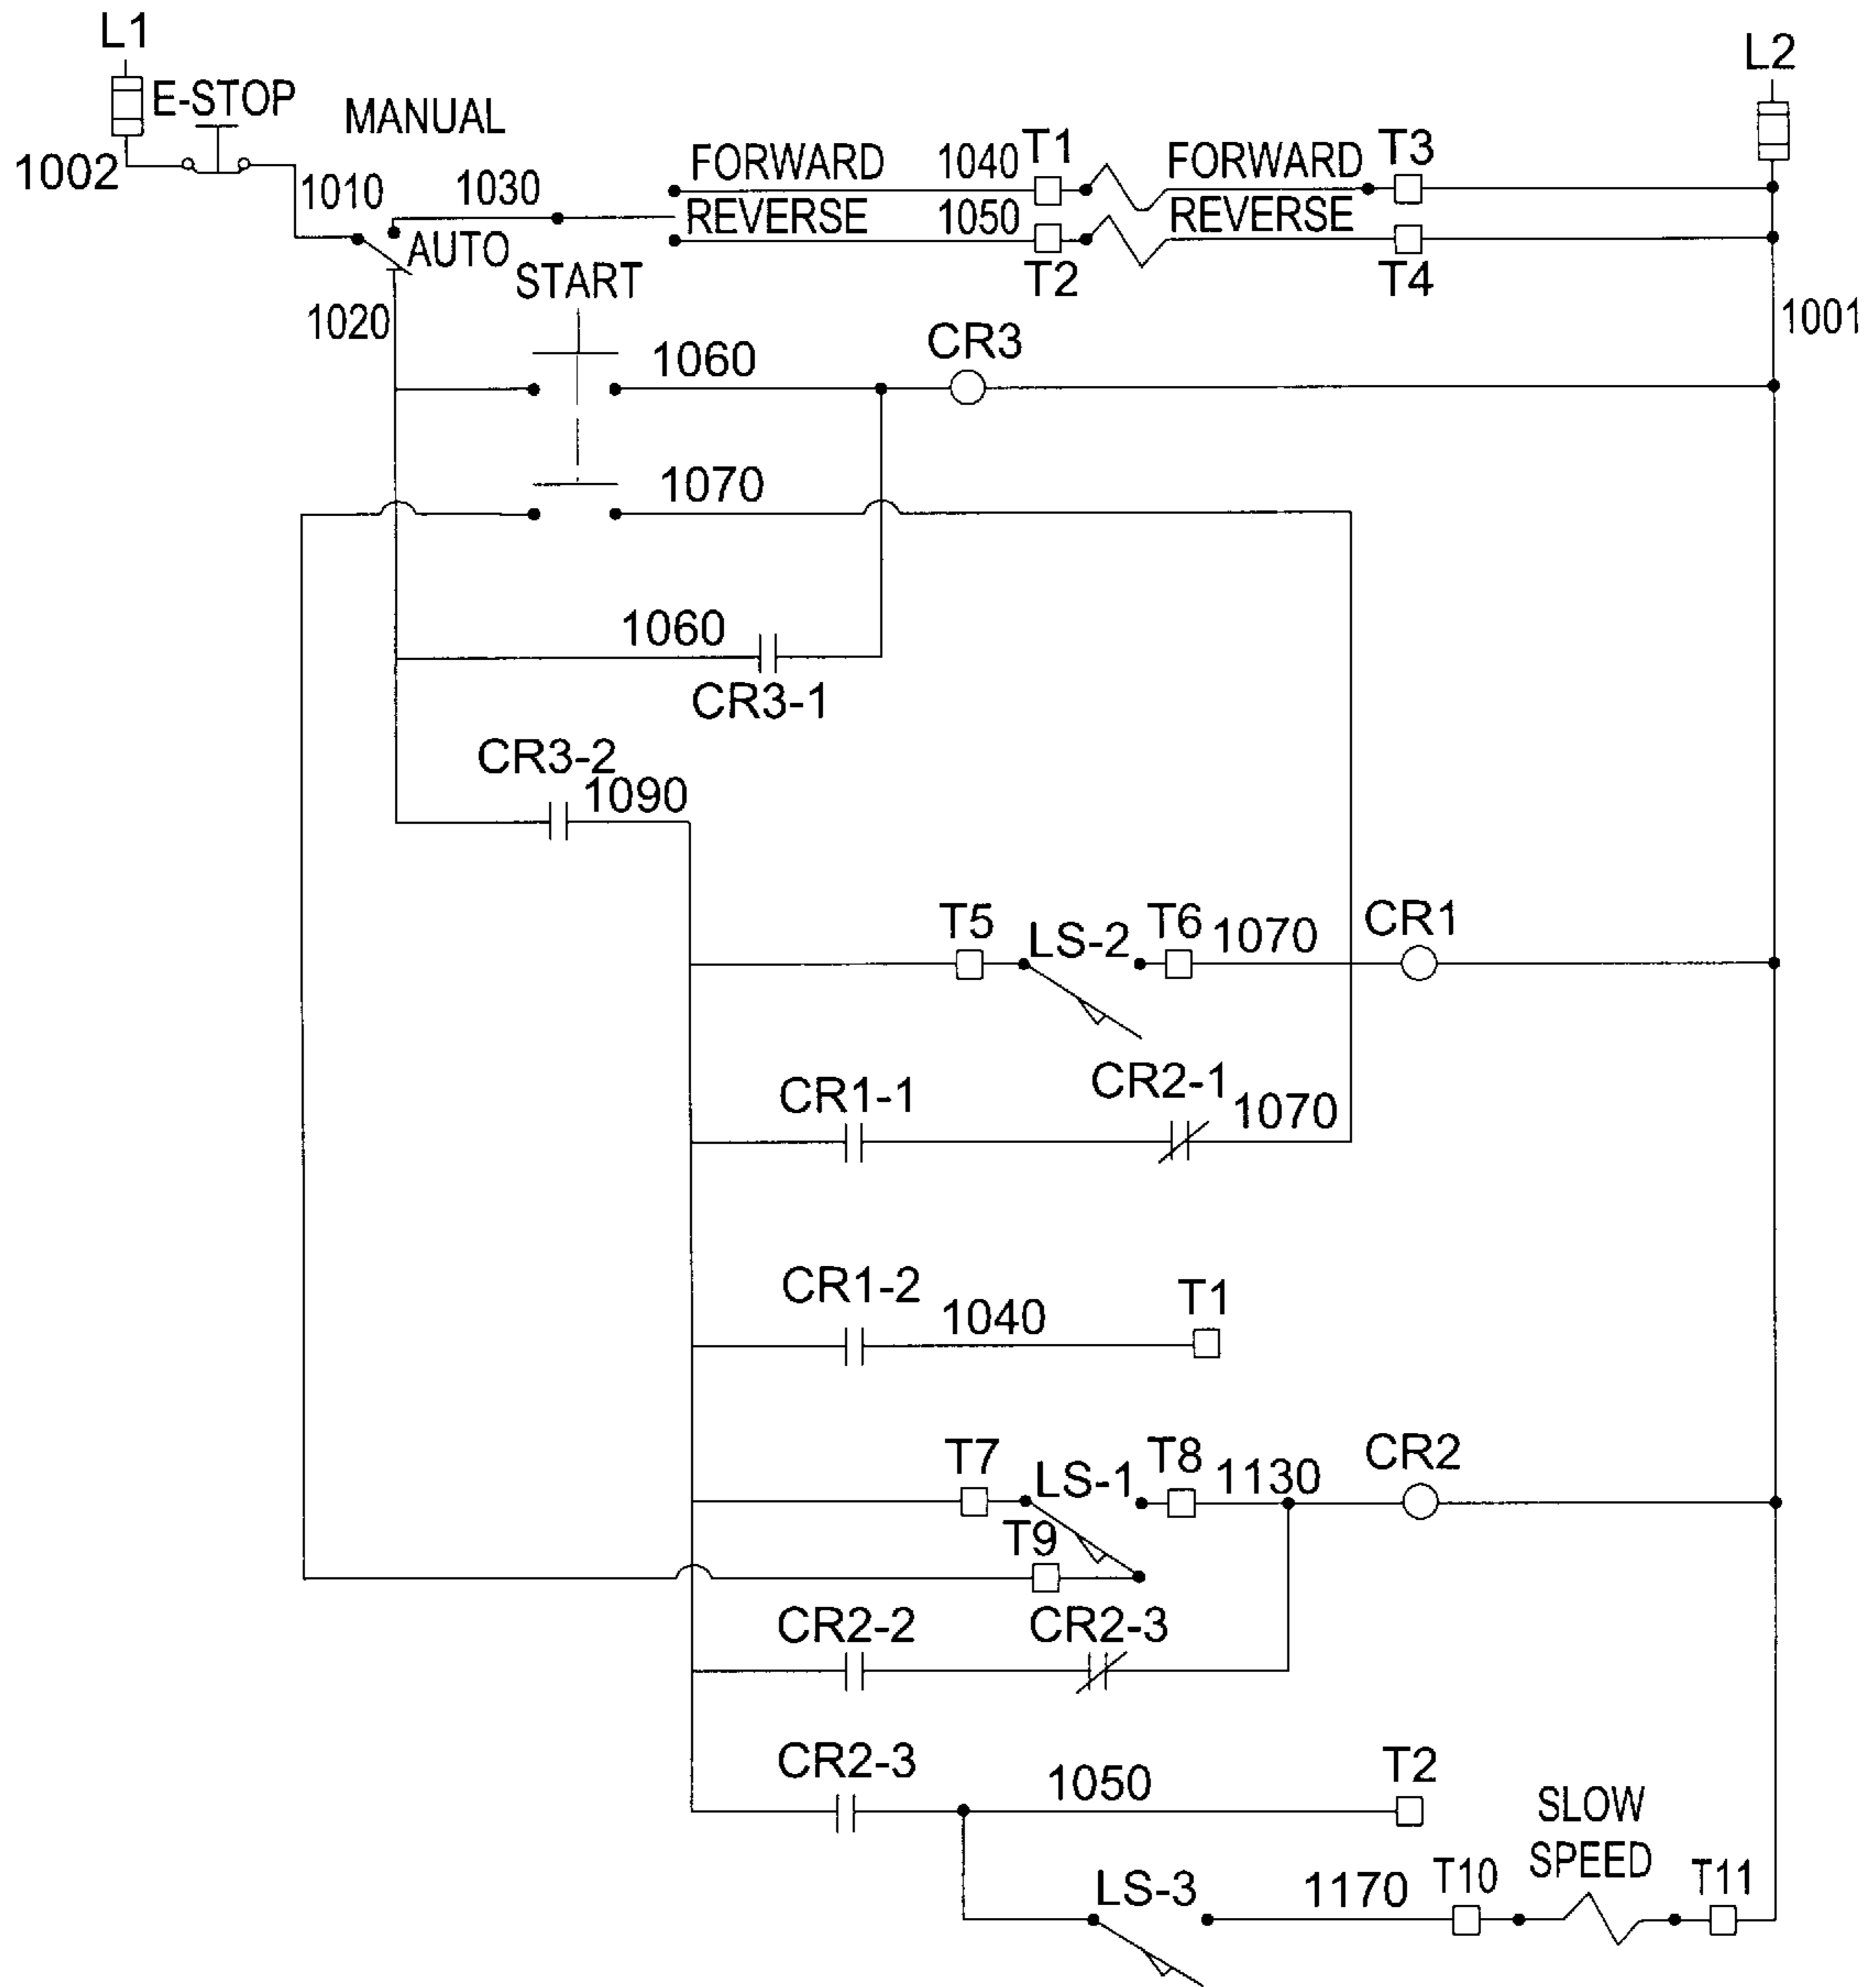 L1
L2
E-STOP
MANUAL
1002
1010
1030
FORWARD
1040
T1
FORWARD
T3
REVERSE
1050
REVERSE
AUTO
T2
T4
START
1020
1001
1060
CR3
1070
1060
CR3-1
CR3-2
1090
T5
LS-2
T6
1070
CR1
CR1-1
CR2-1
1070
CR1-2
1040
T1
T7
LS-1
T8
1130
CR2
T9
CR2-2
CR2-3
CR2-3
1050
T2
SLOW
SPEED
LS-3
1170
T10
T11